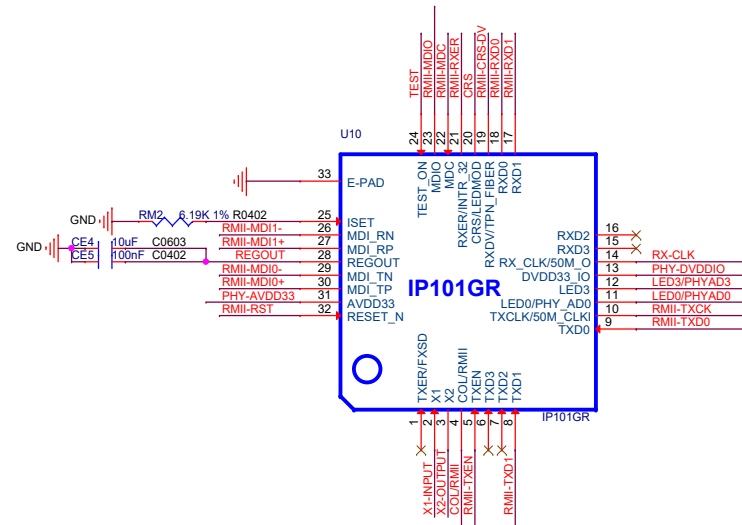 TEST
RMII-MDIO
RMII-MDC
RMII-RXER
CRS
RMII-CRS-DV
RMII-RXD0
RMII-RXD1
U10
24
23
22
21
20
19
18
17
TEST_ON
MDIO
MDC
RXER/INTR_32
CRS/LEDMOD
RXDV/TPN_FIBER
RXD0
RXD1
33 E-PAD
GND RM2 6.19K 1% R0402 25 ISET
RMII-MDI1- 26 MDI_RN
GND CE4 10uF C0603 RMII-MDI1+ 27 MDI_RP
CE5 100nF C0402 REGOUT 28 REGOUT
RMII-MDI0- 29 MDI_TN
RMII-MDI0+ 30 MDI_TP
PHY-AVDD33 31 AVDD33
RMII-RST 32 RESET_N
IP101GR
RXD2 16
RXD3 15
RX_CLK/50M_O 14 RX-CLK
DVDD33_IO 13 PHY-DVDDIO
LED3 12 LED3/PHYAD3
LED0/PHY_AD0 11 LED0/PHYAD0
TXCLK/50M_CLKI 10 RMII-TXCK
TXD0 9 RMII-TXD0
TXER/FXSD
X1
X2
COL/RMII
TXEN
TXD3
TXD2
TXD1
IP101GR
1
2
3
4
5
6
7
8
X1-INPUT
X2-OUTPUT
COL/RMII
RMII-TXEN
RMII-TXD1